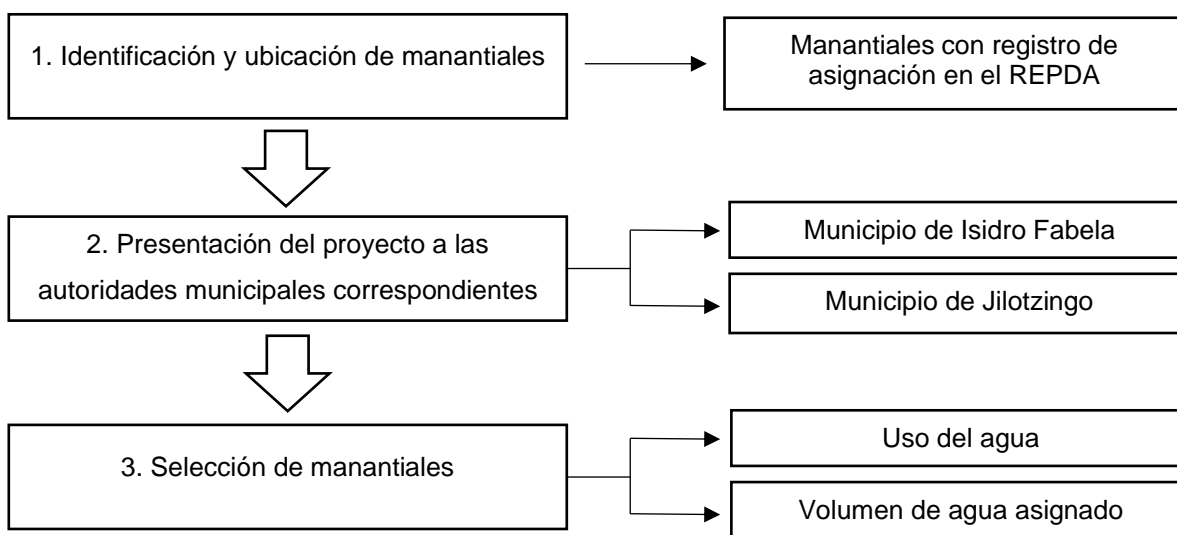 1. Identificación y ubicación de manantiales
Manantiales con registro de
asignación en el REPDA
2. Presentación del proyecto a las
autoridades municipales correspondientes
Municipio de Isidro Fabela
Municipio de Jilotzingo
3. Selección de manantiales
Uso del agua
Volumen de agua asignado